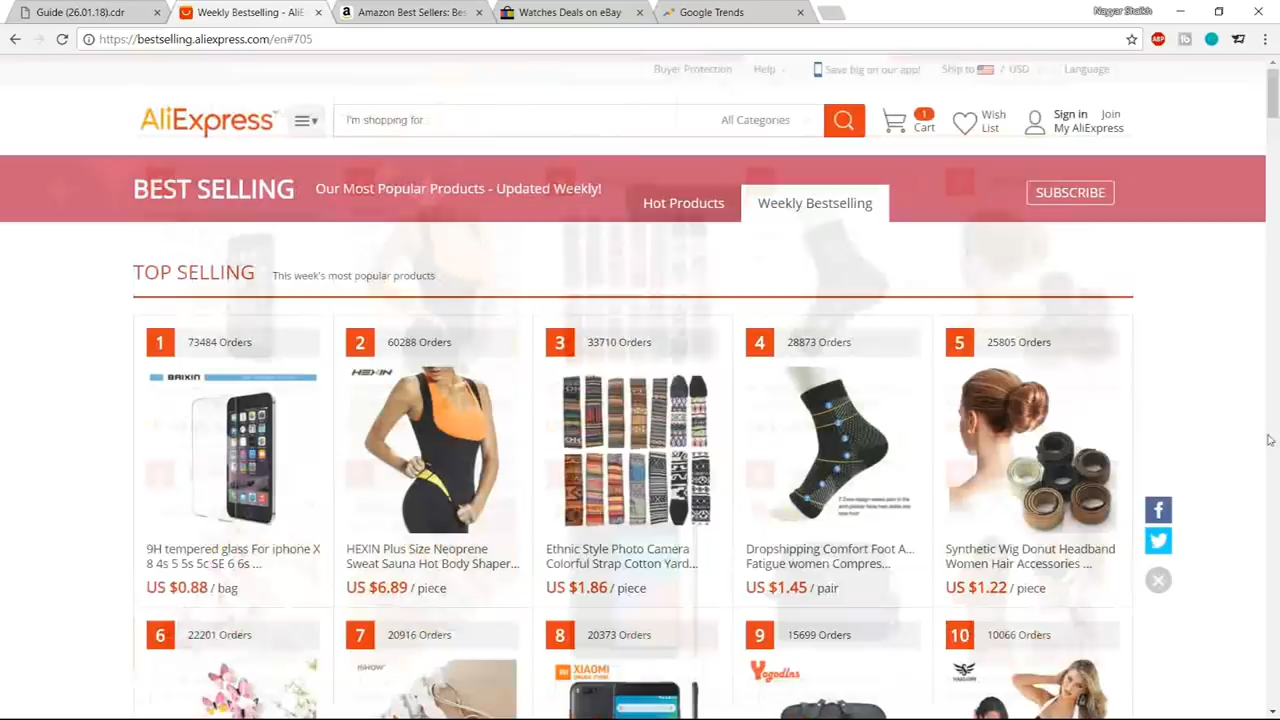 Guide (26.01.18).cdr
Weekly Bestselling - AliE
Amazon Best Sellers: Bes
Watches Deals on eBay
Google Trends
Nayyar Shaikh
https://bestselling.aliexpress.com/en#705
Buyer Protection
Help
Save big on our app!
Ship to / USD
Language
AliExpress
I'm shopping for
All Categories
1
Cart
Wish
List
Sign in Join
My AliExpress
BEST SELLING
Our Most Popular Products - Updated Weekly!
Hot Products
Weekly Bestselling
SUBSCRIBE
TOP SELLING
This week's most popular products
1 73484 Orders
2 60288 Orders
3 33710 Orders
4 28873 Orders
5 25805 Orders
BAIXIN
HEXIN
9H tempered glass For iphone X
8 4s 5 5s 5c SE 6 6s ...
US $0.88 / bag
HEXIN Plus Size Neoprene
Sweat Sauna Hot Body Shaper...
US $6.89 / piece
Ethnic Style Photo Camera
Colorful Strap Cotton Yard...
US $1.86 / piece
Dropshipping Comfort Foot A...
Fatigue women Compres...
US $1.45 / pair
Synthetic Wig Donut Headband
Women Hair Accessories ...
US $1.22 / piece
6 22201 Orders
7 20916 Orders
8 20373 Orders
9 15699 Orders
10 10066 Orders
ISHOW
XIAOMI
Yogodlns